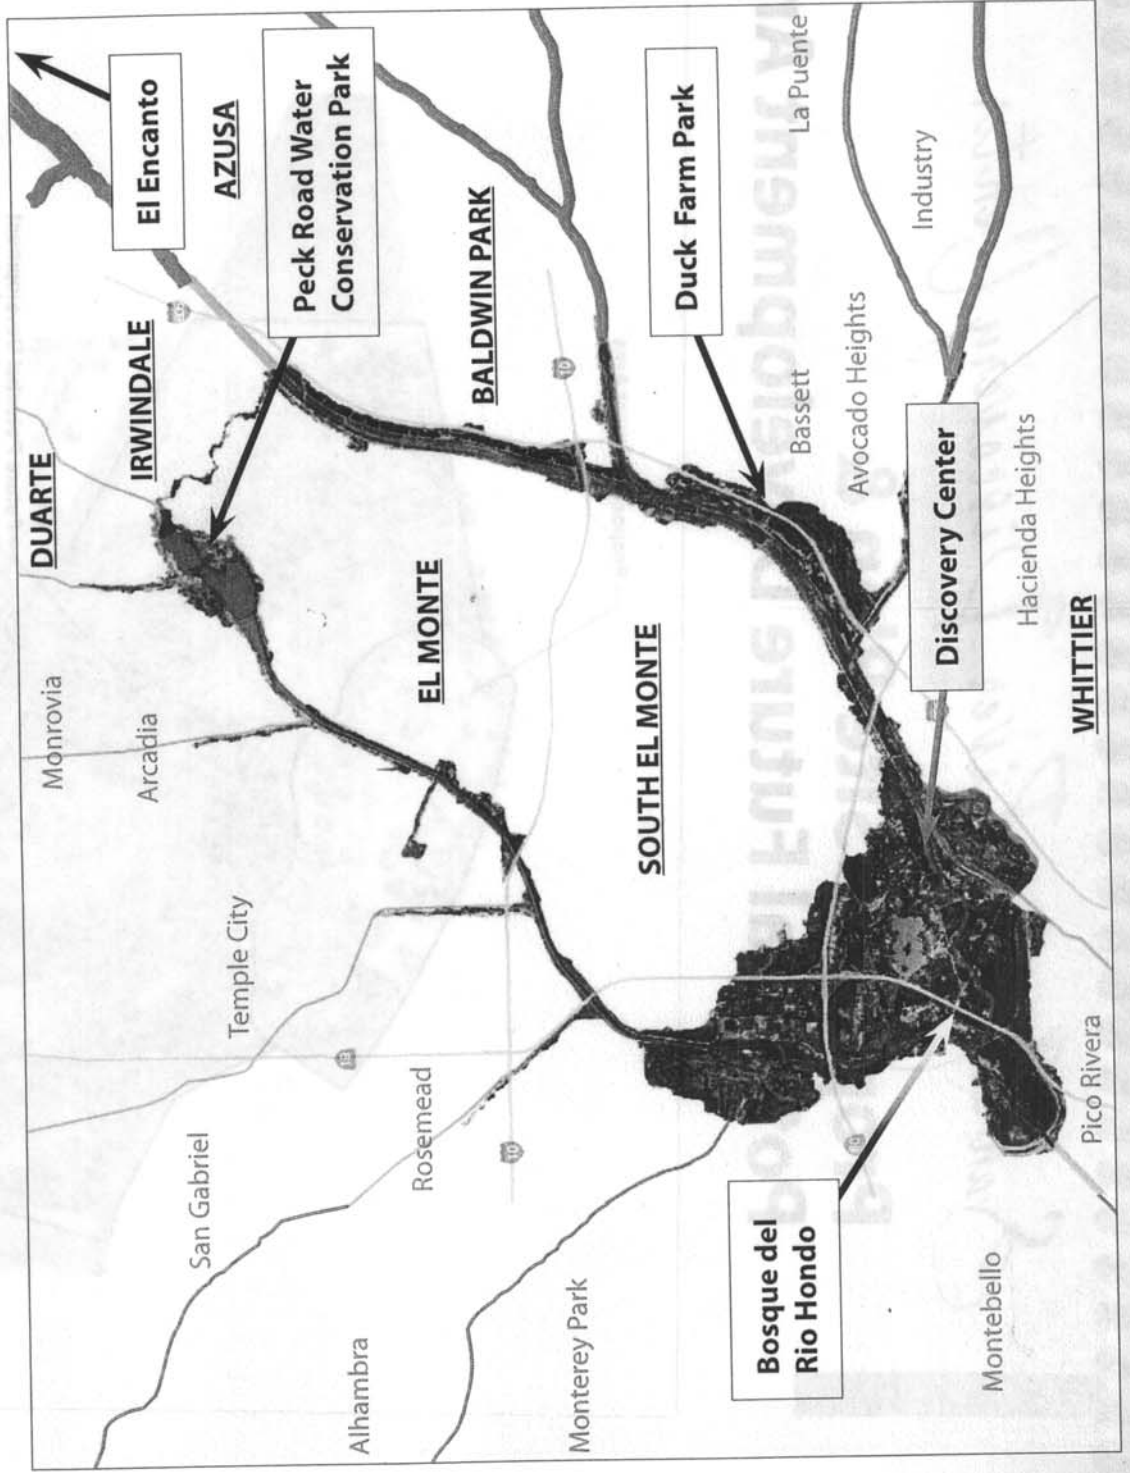 El Encanto
AZUSA
Peck Road Water
Conservation Park
DUARTE
IRWINDALE
BALDWIN PARK
Duck Farm Park
La Puente
Industry
Monrovia
Arcadia
EL MONTE
Bassett
Avocado Heights
Discovery Center
Hacienda Heights
Temple City
SOUTH EL MONTE
WHITTIER
San Gabriel
Rosemead
10
10
Alhambra
Monterey Park
Bosque del
Rio Hondo
Montebello
Pico Rivera